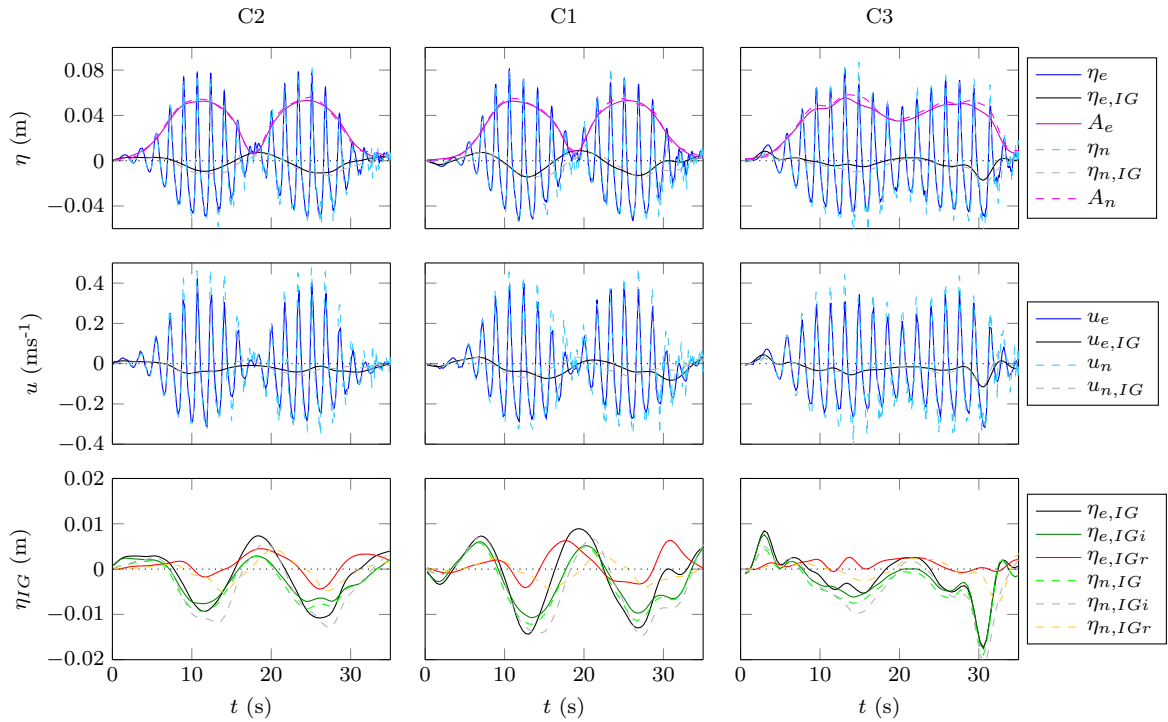 C2 C1 C3
0.08
0.04
0
−0.04
η (m)
η_e
η_{e,IG}
A_e
η_n
η_{n,IG}
A_n
0.4
0.2
0
−0.2
−0.4
u (ms⁻¹)
u_e
u_{e,IG}
u_n
u_{n,IG}
0.02
0.01
0
−0.01
−0.02
η_{IG} (m)
η_{e,IG}
η_{e,IGi}
η_{e,IGr}
η_{n,IG}
η_{n,IGi}
η_{n,IGr}
0 10 20 30 0 10 20 30 0 10 20 30
t (s) t (s) t (s)